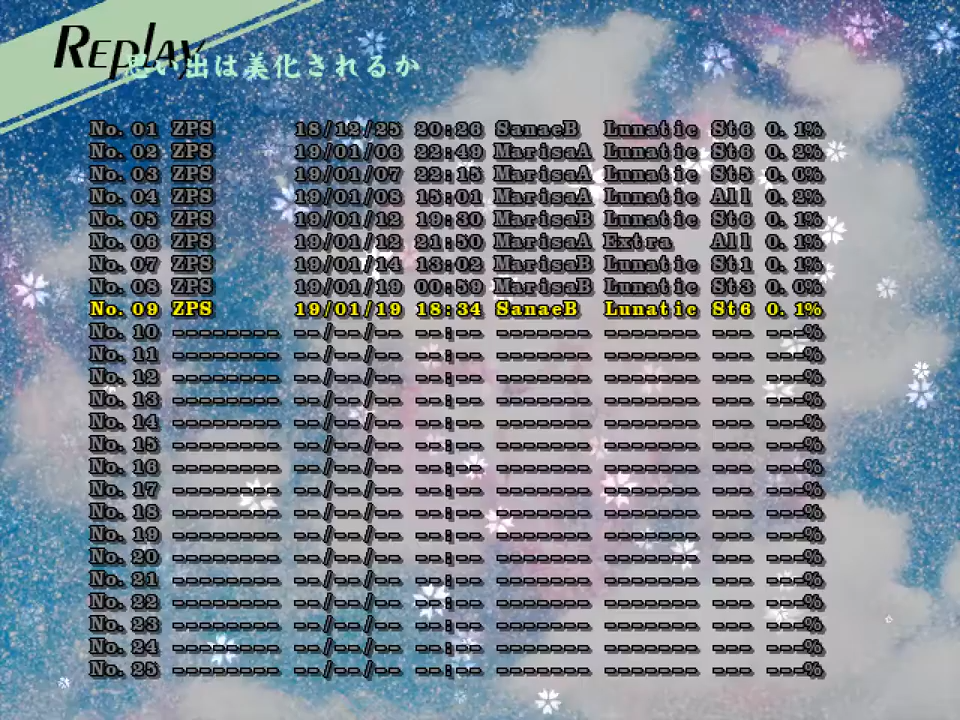 Replay
思い出は美化されるか
No. 01 ZPS 18/12/25 20:26 SanaeB Lunatic St6 0.1%
No. 02 ZPS 19/01/06 22:49 MarisaA Lunatic St6 0.2%
No. 03 ZPS 19/01/07 22:15 MarisaA Lunatic St5 0.0%
No. 04 ZPS 19/01/08 15:01 MarisaA Lunatic All 0.2%
No. 05 ZPS 19/01/12 19:30 MarisaB Lunatic St6 0.1%
No. 06 ZPS 19/01/12 21:50 MarisaA Extra All 0.1%
No. 07 ZPS 19/01/14 13:02 MarisaB Lunatic St1 0.1%
No. 08 ZPS 19/01/19 00:59 MarisaB Lunatic St3 0.0%
No. 09 ZPS 19/01/19 18:34 SanaeB Lunatic St6 0.1%
No. 10 -------- --/--/-- --:-- ------- ------- --- ---%
No. 11 -------- --/--/-- --:-- ------- ------- --- ---%
No. 12 -------- --/--/-- --:-- ------- ------- --- ---%
No. 13 -------- --/--/-- --:-- ------- ------- --- ---%
No. 14 -------- --/--/-- --:-- ------- ------- --- ---%
No. 15 -------- --/--/-- --:-- ------- ------- --- ---%
No. 16 -------- --/--/-- --:-- ------- ------- --- ---%
No. 17 -------- --/--/-- --:-- ------- ------- --- ---%
No. 18 -------- --/--/-- --:-- ------- ------- --- ---%
No. 19 -------- --/--/-- --:-- ------- ------- --- ---%
No. 20 -------- --/--/-- --:-- ------- ------- --- ---%
No. 21 -------- --/--/-- --:-- ------- ------- --- ---%
No. 22 -------- --/--/-- --:-- ------- ------- --- ---%
No. 23 -------- --/--/-- --:-- ------- ------- --- ---%
No. 24 -------- --/--/-- --:-- ------- ------- --- ---%
No. 25 -------- --/--/-- --:-- ------- ------- --- ---%